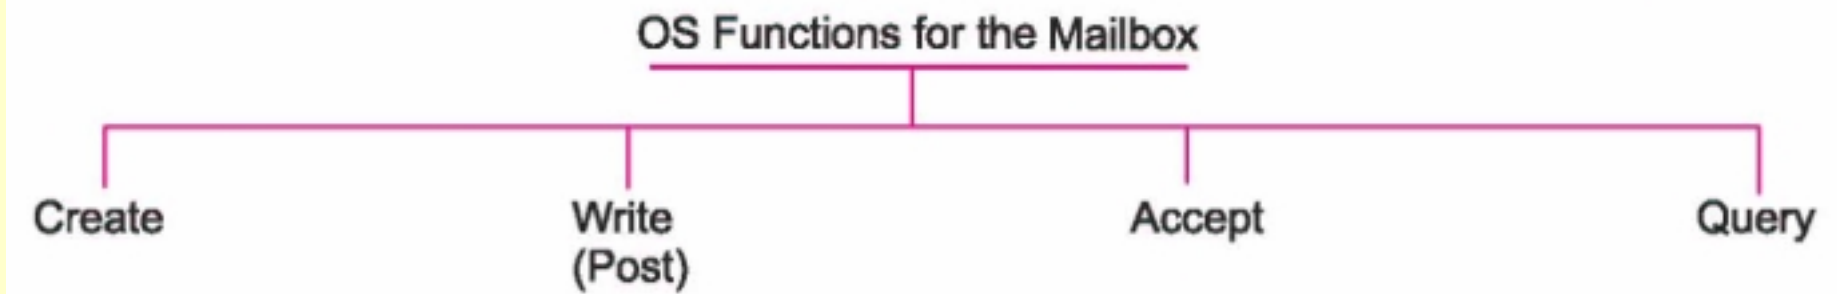 OS Functions for the Mailbox
Create
Write
(Post)
Accept
Query